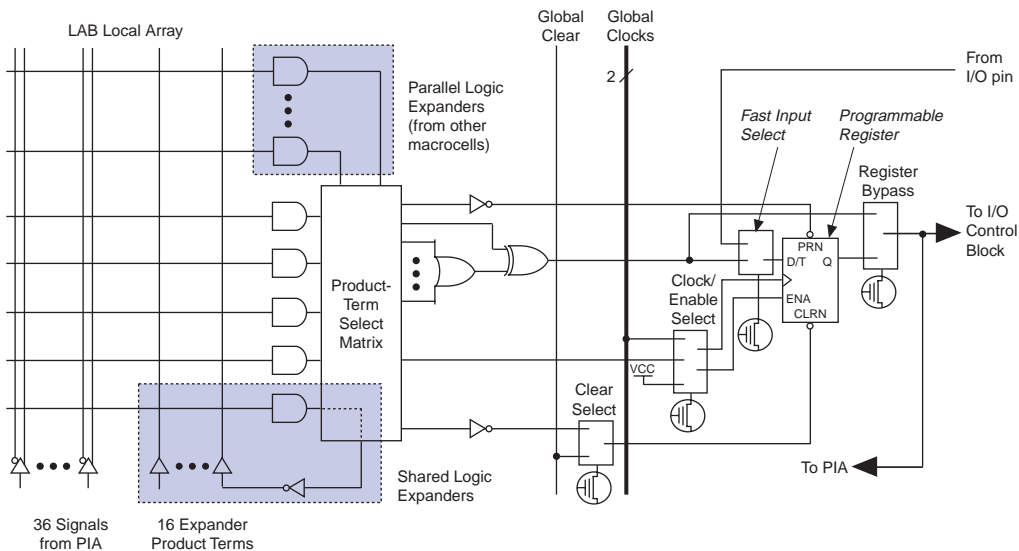 LAB Local Array
Global
Clear
Global
Clocks
2
From
I/O pin
Parallel Logic
Expanders
(from other
macrocells)
Fast Input
Select
Programmable
Register
Register
Bypass
To I/O
Control
Block
PRN
D/T Q
ENA
CLRN
Product-
Term
Select
Matrix
Clock/
Enable
Select
VCC
Clear
Select
To PIA
Shared Logic
Expanders
36 Signals
from PIA
16 Expander
Product Terms